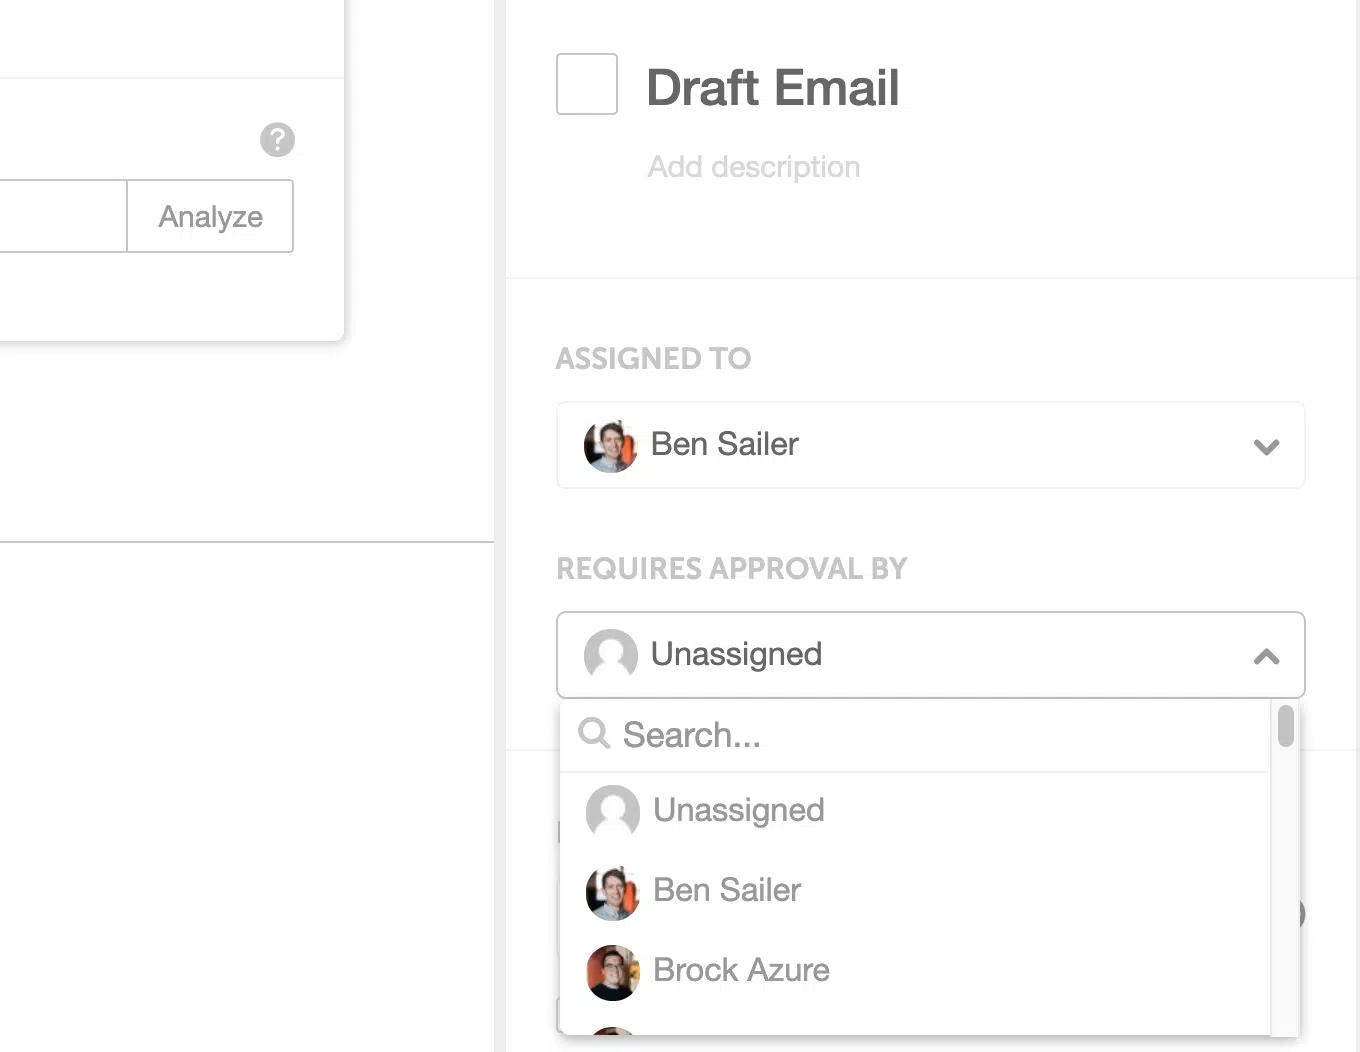 Draft Email
Add description
?
Analyze
ASSIGNED TO
Ben Sailer
REQUIRES APPROVAL BY
Unassigned
Search...
Unassigned
Ben Sailer
Brock Azure